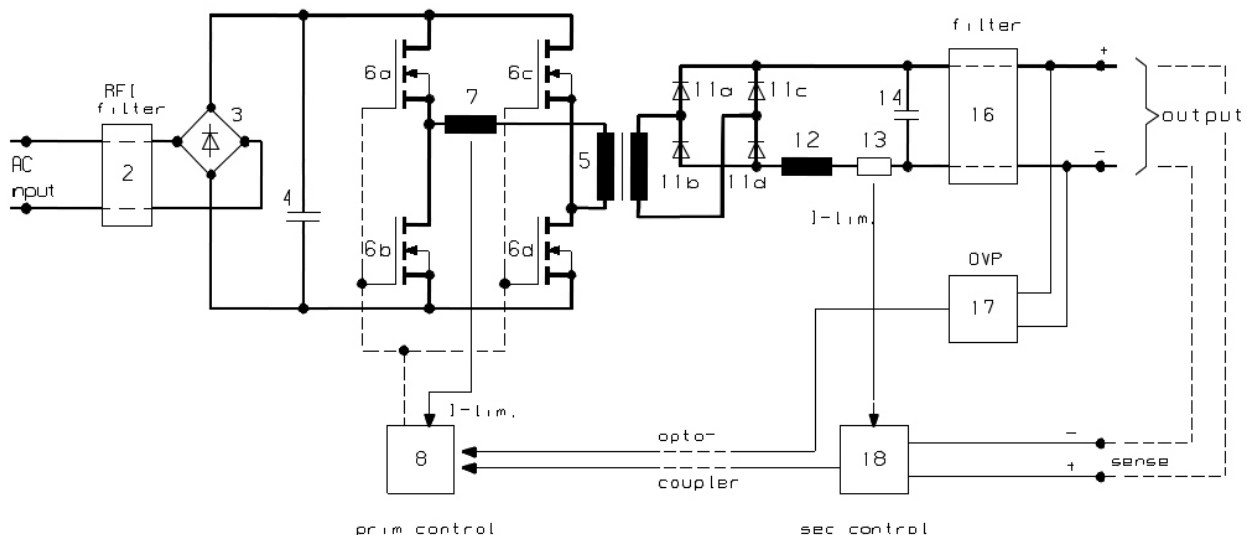 filter
+
6a
6c
11a
11c
14
16
output
RFI
filter
3
7
5
12
13
–
AC
input
2
4
11b
11d
I-lim.
6b
6d
OVP
17
I-lim.
8
opto-
coupler
18
–
+
sense
prim control
sec control